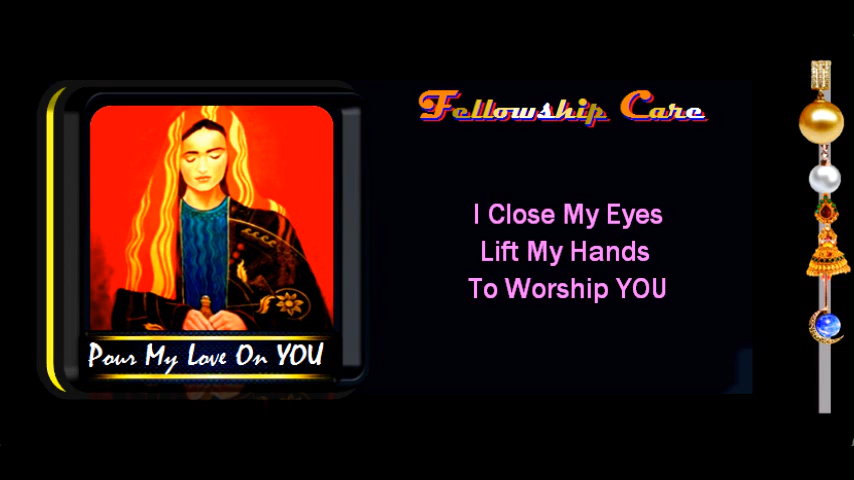 Fellowship Care
I Close My Eyes
Lift My Hands
To Worship YOU
Pour My Love On YOU